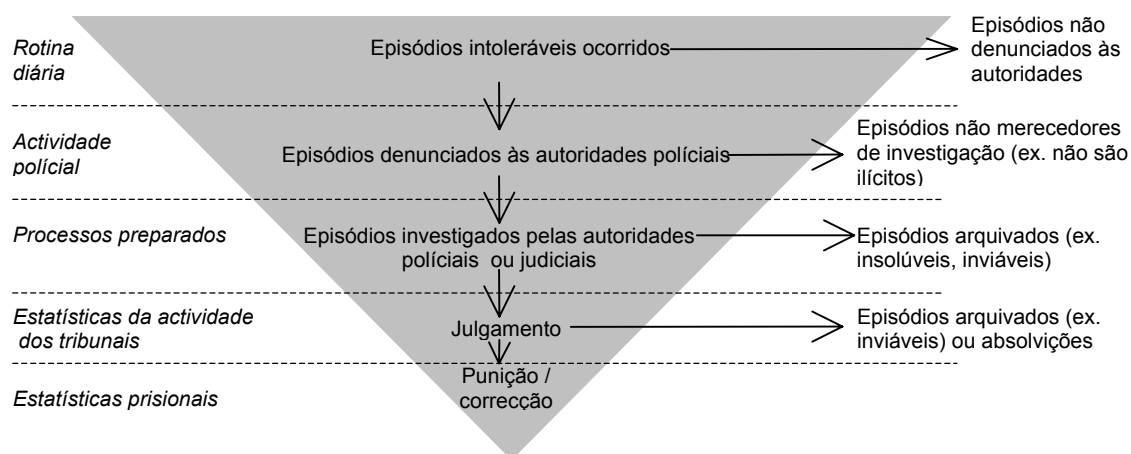 Rotina
diária
Episódios intoleráveis ocorridos
Episódios não
denunciados às
autoridades
Actividade
polícial
Episódios denunciados às autoridades políciais
Episódios não merecedores
de investigação (ex. não são
ilícitos)
Processos preparados
Episódios investigados pelas autoridades
políciais ou judiciais
Episódios arquivados (ex.
insolúveis, inviáveis)
Estatísticas da actividade
dos tribunais
Julgamento
Episódios arquivados (ex.
inviáveis) ou absolvições
Estatísticas prisionais
Punição /
correcção